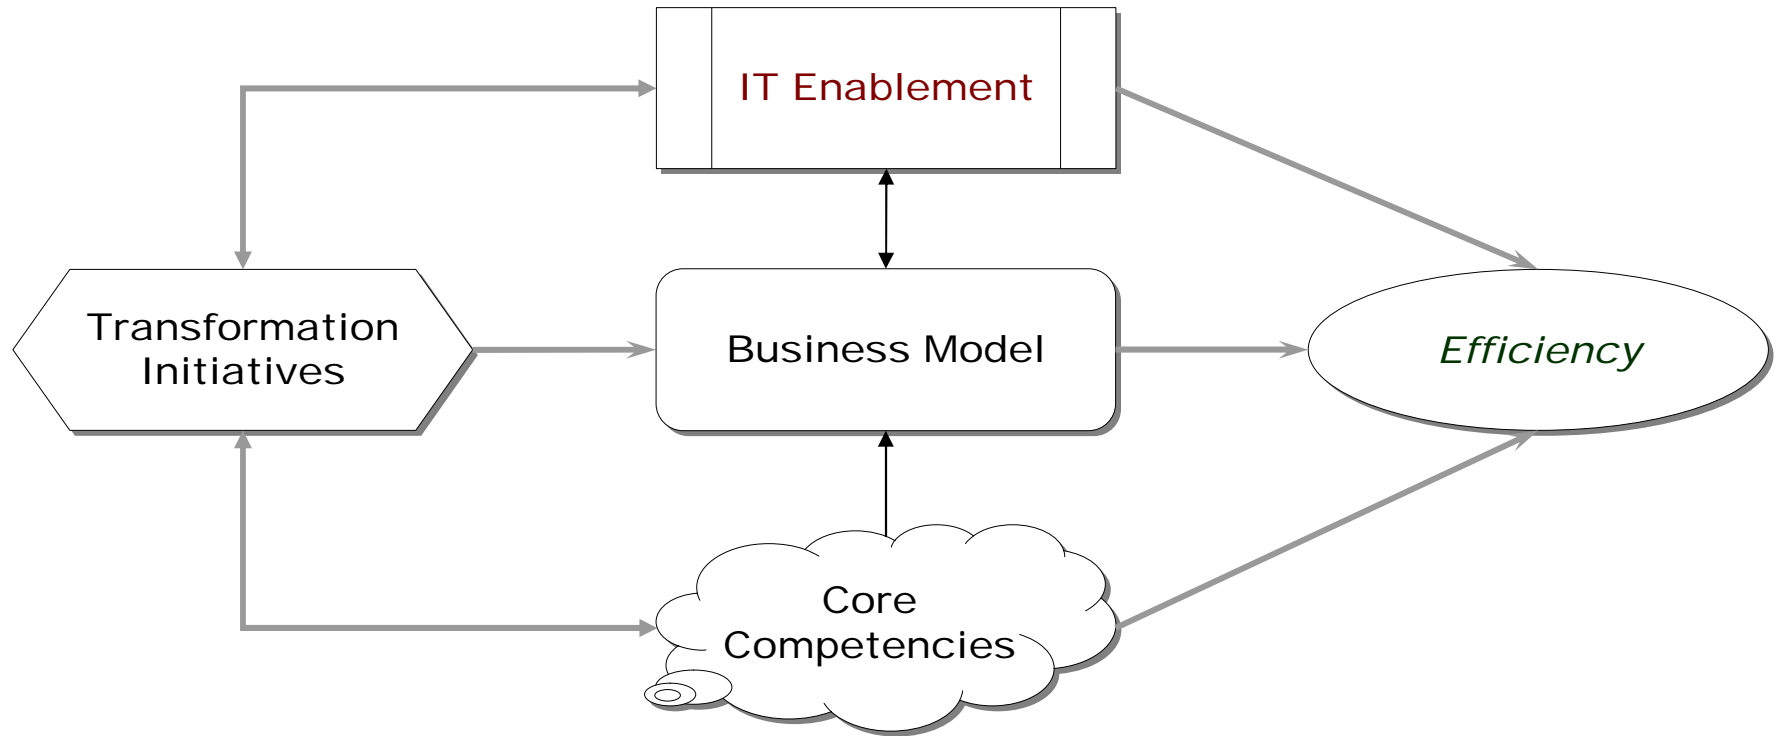 IT Enablement
Transformation
Initiatives
Business Model
Efficiency
Core
Competencies